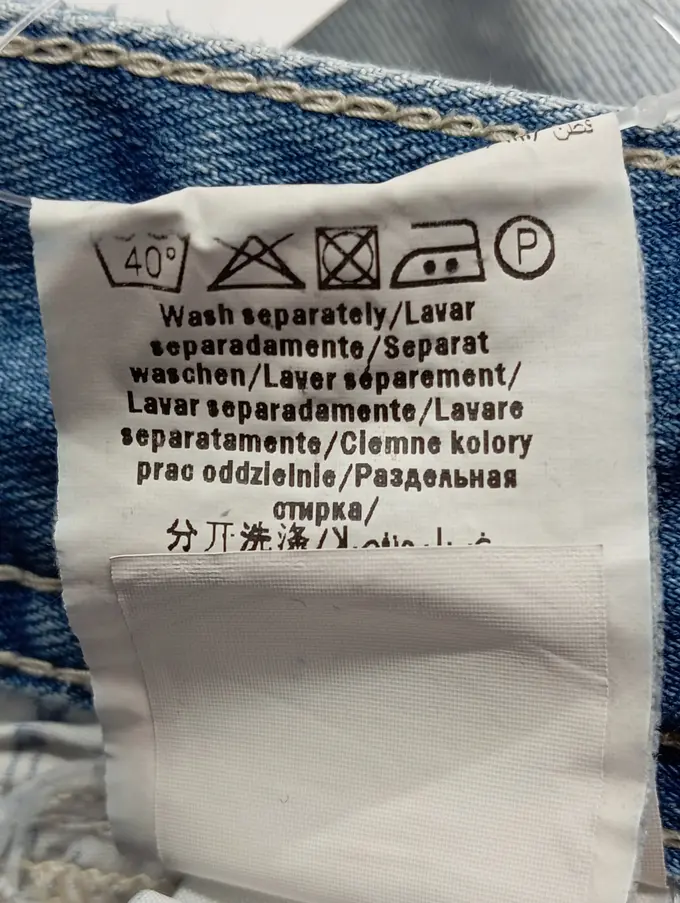 قطن
40°
P
Wash separately/Lavar
separadamente/Separat
waschen/Laver séparement/
Lavar separadamente/Lavare
separatamente/Ciemne kolory
prac oddzielnie/Раздельная
стирка/
分开洗涤/